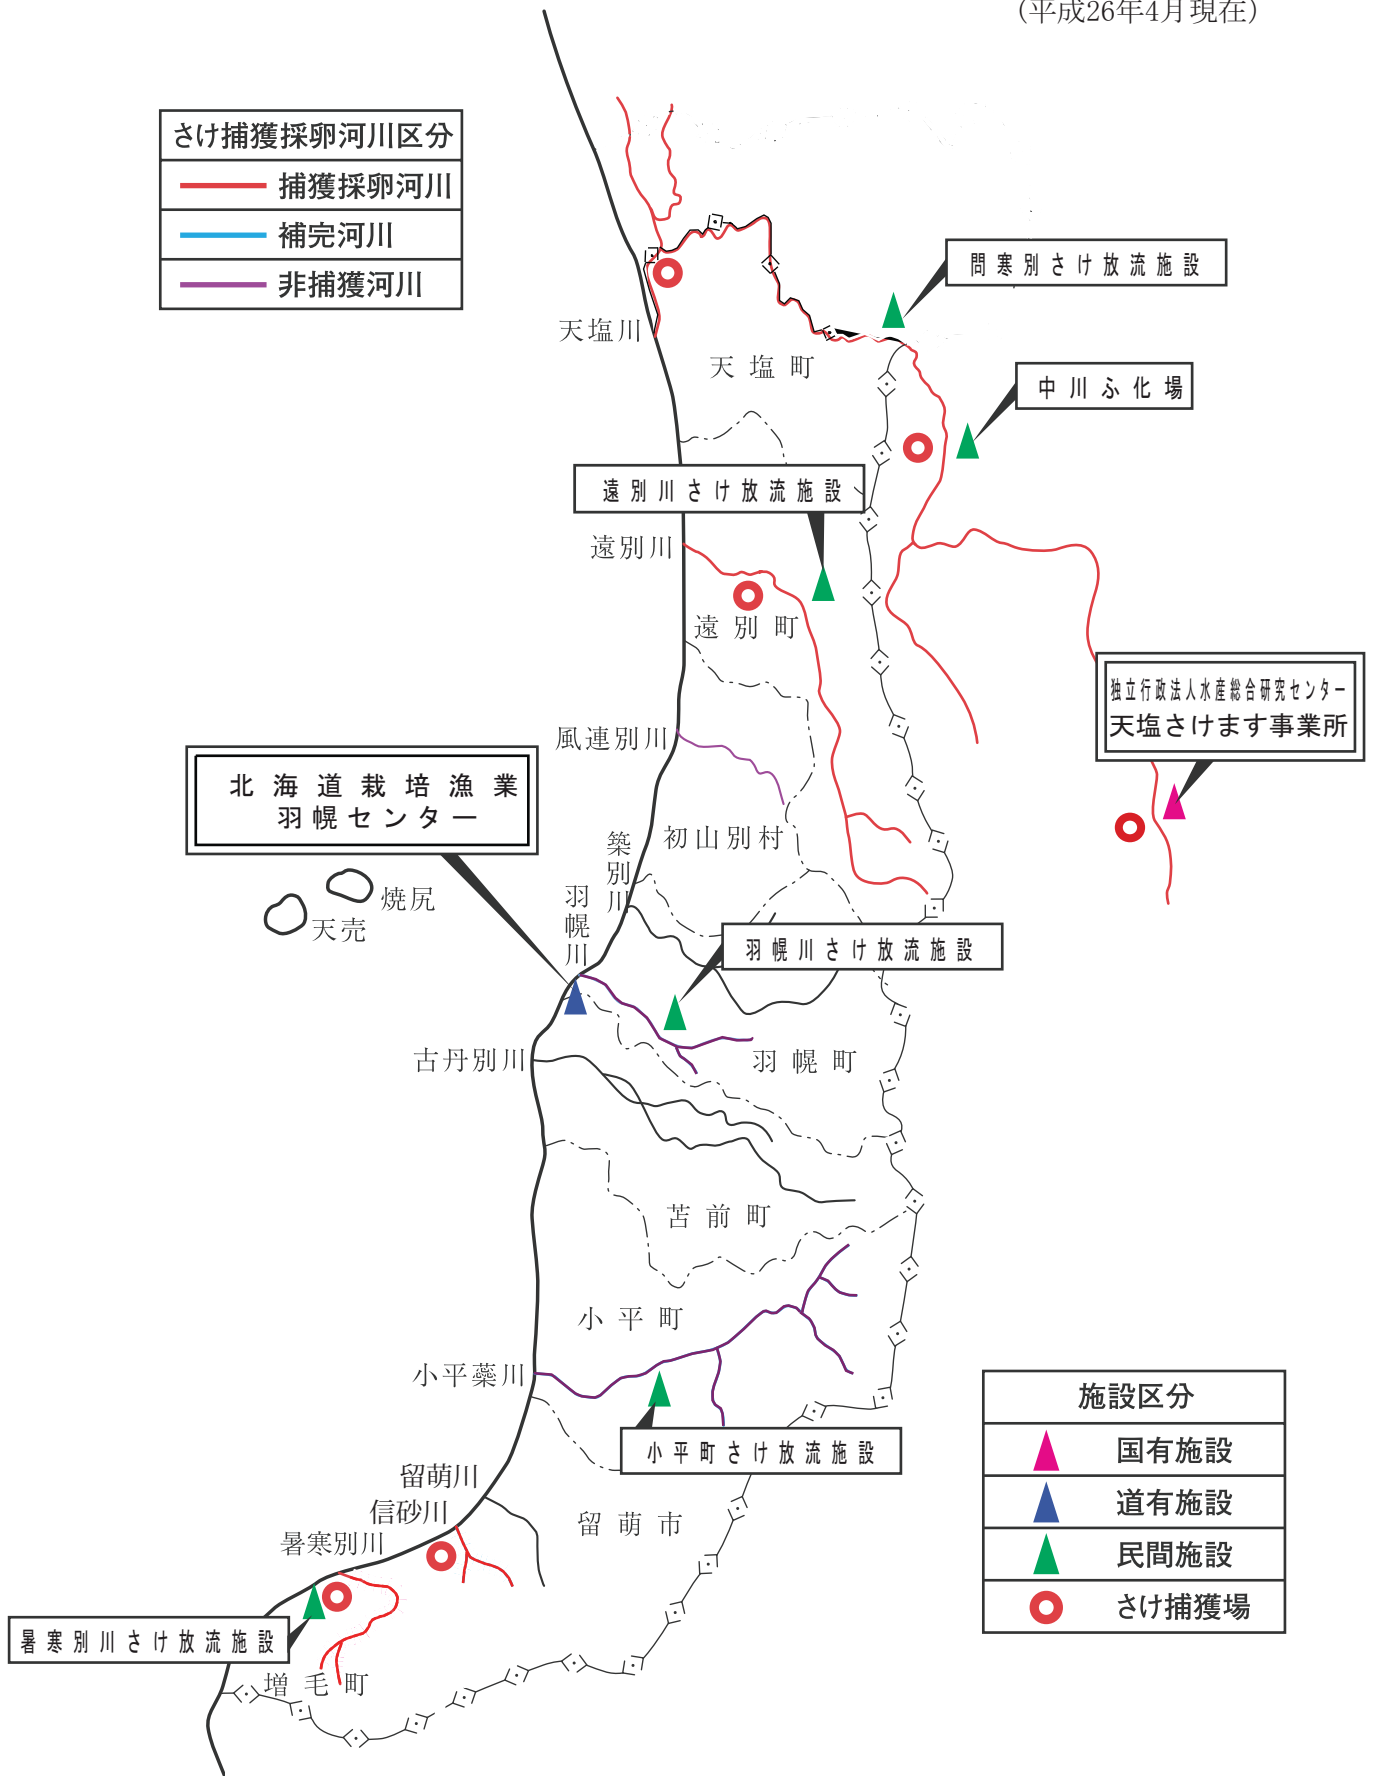 (平成26年4月現在)
さけ捕獲採卵河川区分
捕獲採卵河川
補完河川
非捕獲河川
問寒別さけ放流施設
天塩川
天塩町
中川ふ化場
遠別川さけ放流施設
遠別川
遠別町
独立行政法人水産総合研究センター
天塩さけます事業所
風連別川
北海道栽培漁業
羽幌センター
初山別村
築別川
羽幌川
焼尻
天売
羽幌川さけ放流施設
古丹別川
羽幌町
苫前町
小平町
小平蘂川
小平町さけ放流施設
施設区分
国有施設
道有施設
民間施設
さけ捕獲場
留萌川
信砂川
留萌市
暑寒別川
暑寒別川さけ放流施設
増毛町